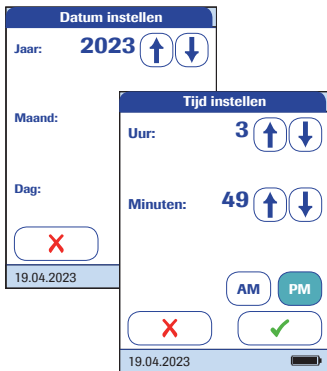 Datum instellen
Jaar: 2023
Maand:
Dag:
19.04.2023
Tijd instellen
Uur: 3
Minuten: 49
AM PM
19.04.2023